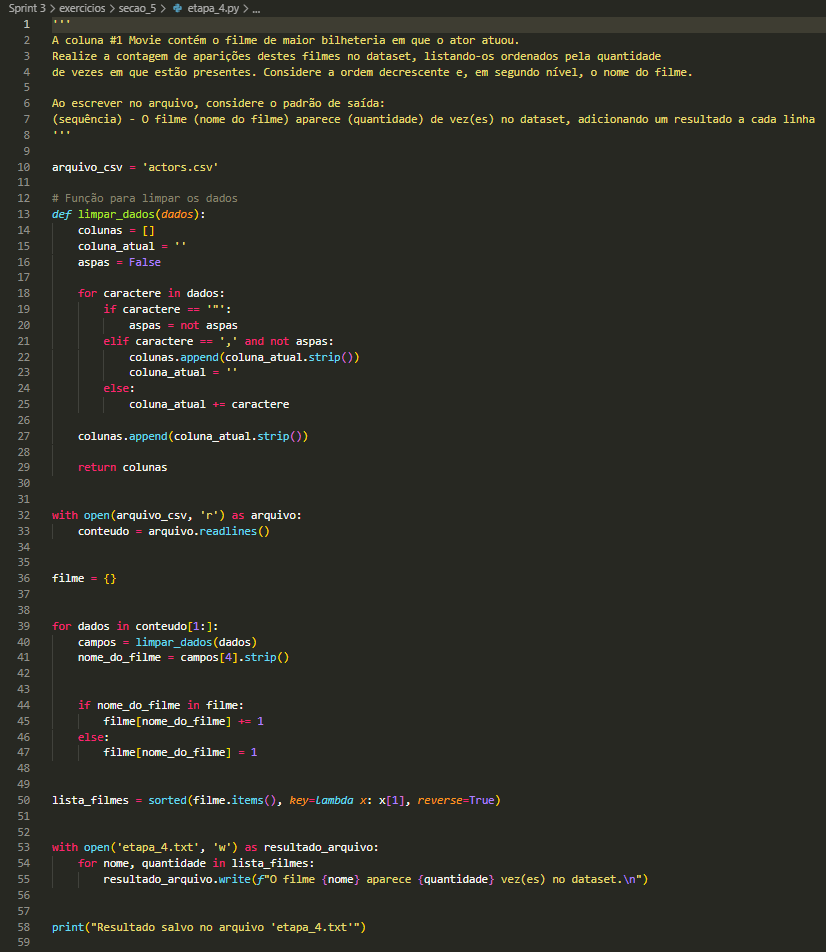 Sprint 3 > exercicios > secao_5 > etapa_4.py > ...
1 '''
2 A coluna #1 Movie contém o filme de maior bilheteria em que o ator atuou.
3 Realize a contagem de aparições destes filmes no dataset, listando-os ordenados pela quantidade
4 de vezes em que estão presentes. Considere a ordem decrescente e, em segundo nível, o nome do filme.
5
6 Ao escrever no arquivo, considere o padrão de saída:
7 (sequência) - O filme (nome do filme) aparece (quantidade) de vez(es) no dataset, adicionando um resultado a cada linha
8 '''
9
10 arquivo_csv = 'actors.csv'
11
12 # Função para limpar os dados
13 def limpar_dados(dados):
14     colunas = []
15     coluna_atual = ''
16     aspas = False
17
18     for caractere in dados:
19         if caractere == '"':
20             aspas = not aspas
21         elif caractere == ',' and not aspas:
22             colunas.append(coluna_atual.strip())
23             coluna_atual = ''
24         else:
25             coluna_atual += caractere
26
27     colunas.append(coluna_atual.strip())
28
29     return colunas
30
31
32 with open(arquivo_csv, 'r') as arquivo:
33     conteudo = arquivo.readlines()
34
35
36 filme = {}
37
38
39 for dados in conteudo[1:]:
40     campos = limpar_dados(dados)
41     nome_do_filme = campos[4].strip()
42
43
44     if nome_do_filme in filme:
45         filme[nome_do_filme] += 1
46     else:
47         filme[nome_do_filme] = 1
48
49
50 lista_filmes = sorted(filme.items(), key=lambda x: x[1], reverse=True)
51
52
53 with open('etapa_4.txt', 'w') as resultado_arquivo:
54     for nome, quantidade in lista_filmes:
55         resultado_arquivo.write(f"O filme {nome} aparece {quantidade} vez(es) no dataset.\n")
56
57
58 print("Resultado salvo no arquivo 'etapa_4.txt'")
59